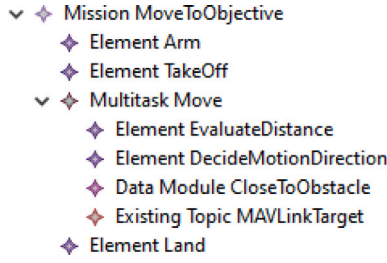 Mission MoveToObjective
Element Arm
Element TakeOff
Multitask Move
Element EvaluateDistance
Element DecideMotionDirection
Data Module CloseToObstacle
Existing Topic MAVLinkTarget
Element Land